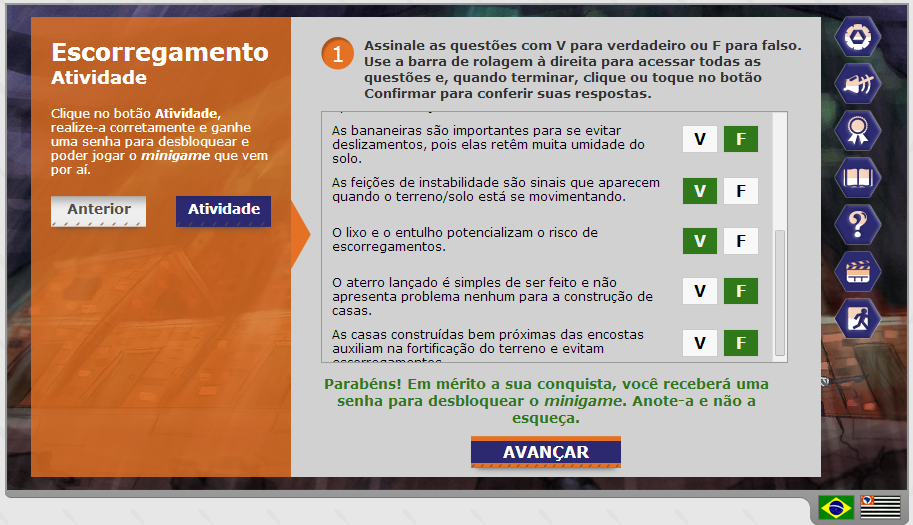 Escorregamento
Atividade
Clique no botão Atividade,
realize-a corretamente e ganhe
uma senha para desbloquear e
poder jogar o minigame que vem
por aí.
Anterior
Atividade
1
Assinale as questões com V para verdadeiro ou F para falso.
Use a barra de rolagem à direita para acessar todas as
questões e, quando terminar, clique ou toque no botão
Confirmar para conferir suas respostas.
As bananeiras são importantes para se evitar
deslizamentos, pois elas retêm muita umidade do
solo.
V F
As feições de instabilidade são sinais que aparecem
quando o terreno/solo está se movimentando.
V F
O lixo e o entulho potencializam o risco de
escorregamentos.
V F
O aterro lançado é simples de ser feito e não
apresenta problema nenhum para a construção de
casas.
V F
As casas construídas bem próximas das encostas
auxiliam na fortificação do terreno e evitam
escorregamentos
V F
Parabéns! Em mérito a sua conquista, você receberá uma
senha para desbloquear o minigame. Anote-a e não a
esqueça.
AVANÇAR
?